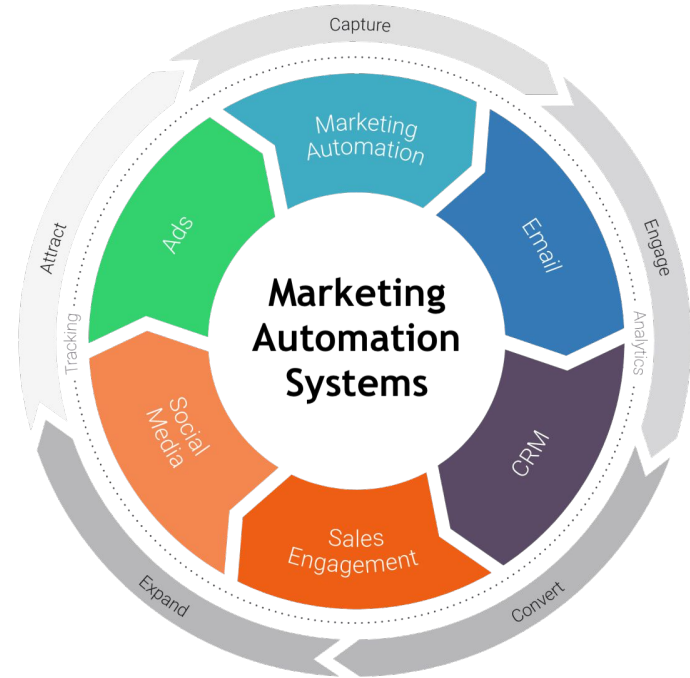 Capture
Marketing
Automation
Ads
Email
Attract
Engage
Marketing
Automation
Systems
Tracking
Analytics
Social
Media
CRM
Sales
Engagement
Expand
Convert